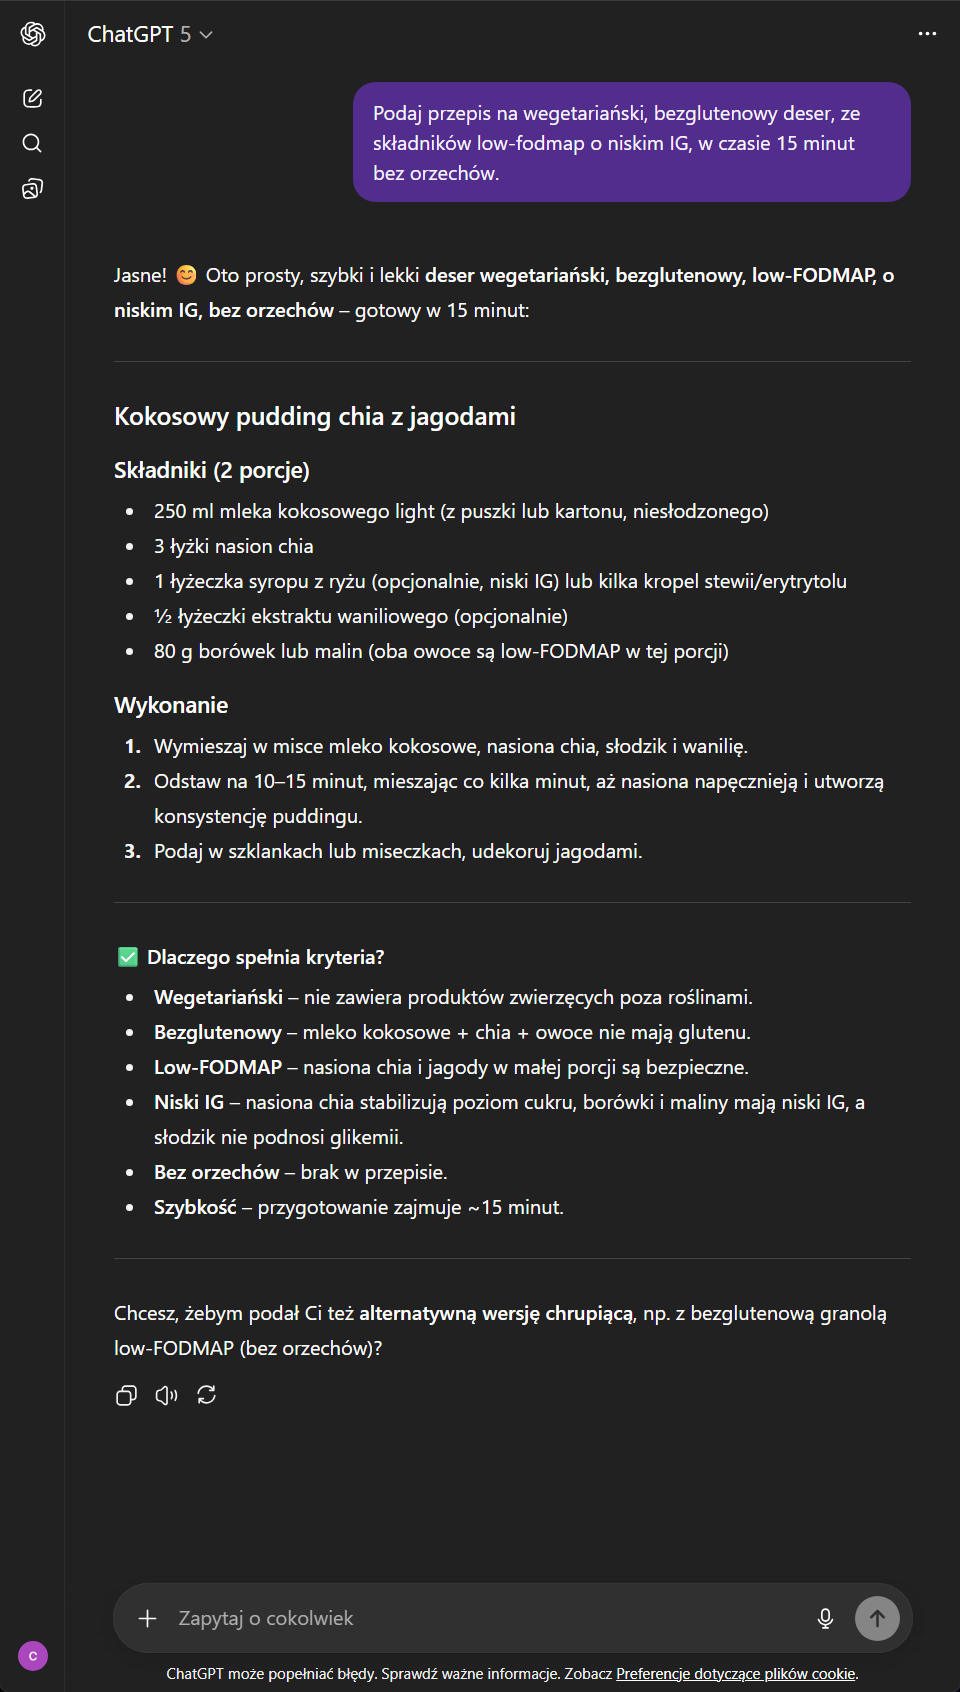 ChatGPT 5
Podaj przepis na wegetariański, bezglutenowy deser, ze
składników low-fodmap o niskim IG, w czasie 15 minut
bez orzechów.
Jasne! 😊 Oto prosty, szybki i lekki deser wegetariański, bezglutenowy, low-FODMAP, o
niskim IG, bez orzechów – gotowy w 15 minut:
Kokosowy pudding chia z jagodami
Składniki (2 porcje)
• 250 ml mleka kokosowego light (z puszki lub kartonu, niesłodzonego)
• 3 łyżki nasion chia
• 1 łyżeczka syropu z ryżu (opcjonalnie, niski IG) lub kilka kropel stewii/erytrytolu
• ½ łyżeczki ekstraktu waniliowego (opcjonalnie)
• 80 g borówek lub malin (oba owoce są low-FODMAP w tej porcji)
Wykonanie
1. Wymieszaj w misce mleko kokosowe, nasiona chia, słodzik i wanilię.
2. Odstaw na 10–15 minut, mieszając co kilka minut, aż nasiona napęcznieją i utworzą
konsystencję puddingu.
3. Podaj w szklankach lub miseczkach, udekoruj jagodami.
✅ Dlaczego spełnia kryteria?
• Wegetariański – nie zawiera produktów zwierzęcych poza roślinami.
• Bezglutenowy – mleko kokosowe + chia + owoce nie mają glutenu.
• Low-FODMAP – nasiona chia i jagody w małej porcji są bezpieczne.
• Niski IG – nasiona chia stabilizują poziom cukru, borówki i maliny mają niski IG, a
słodzik nie podnosi glikemii.
• Bez orzechów – brak w przepisie.
• Szybkość – przygotowanie zajmuje ~15 minut.
Chcesz, żebym podał Ci też alternatywną wersję chrupiącą, np. z bezglutenową granolą
low-FODMAP (bez orzechów)?
Zapytaj o cokolwiek
C
ChatGPT może popełniać błędy. Sprawdź ważne informacje. Zobacz Preferencje dotyczące plików cookie.